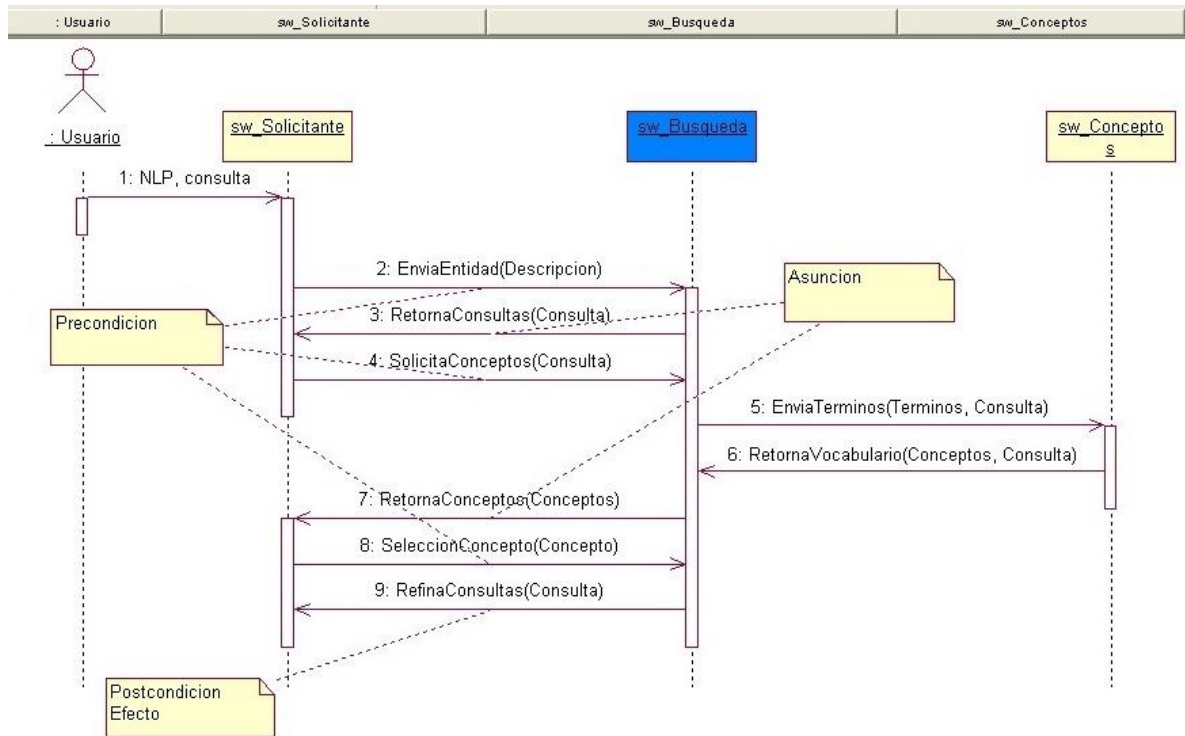 : Usuario
sw_Solicitante
sw_Busqueda
sw_Conceptos
: Usuario
sw_Solicitante
sw_Busqueda
sw_Concepto
s
1: NLP, consulta
2: EnviaEntidad(Descripcion)
Asuncion
Precondicion
3: RetornaConsultas(Consulta)
4: SolicitaConceptos(Consulta)
5: EnviaTerminos(Terminos, Consulta)
6: RetornaVocabulario(Conceptos, Consulta)
7: RetornaConceptos(Conceptos)
8: SeleccionConcepto(Concepto)
9: RefinaConsultas(Consulta)
Postcondicion
Efecto